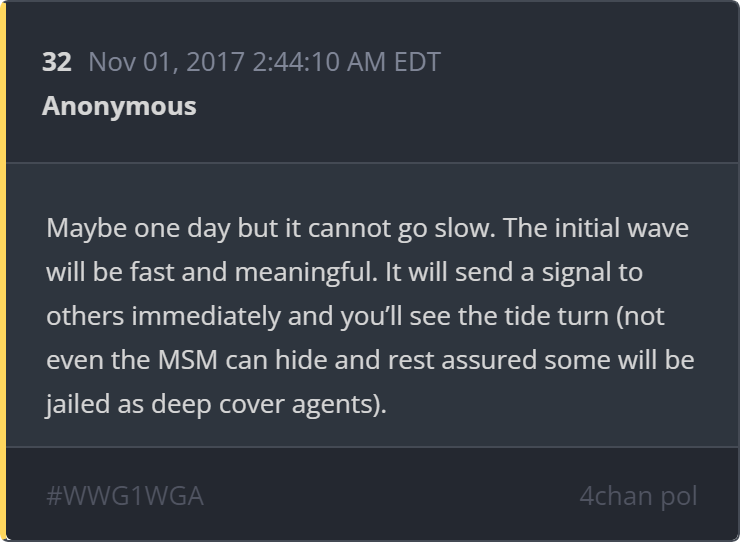 32 Nov 01, 2017 2:44:10 AM EDT
Anonymous
Maybe one day but it cannot go slow. The initial wave
will be fast and meaningful. It will send a signal to
others immediately and you’ll see the tide turn (not
even the MSM can hide and rest assured some will be
jailed as deep cover agents).
#WWG1WGA 4chan pol